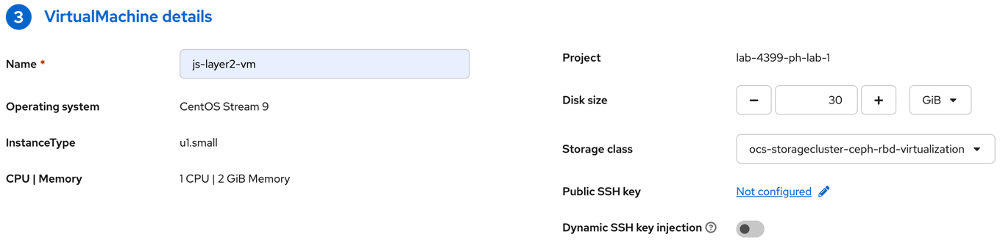 3 VirtualMachine details
Name *
js-layer2-vm
Operating system
CentOS Stream 9
InstanceType
u1.small
CPU | Memory
1 CPU | 2 GiB Memory
Project
lab-4399-ph-lab-1
Disk size
− 30 + GiB
Storage class
ocs-storagecluster-ceph-rbd-virtualization
Public SSH key
Not configured
Dynamic SSH key injection ?